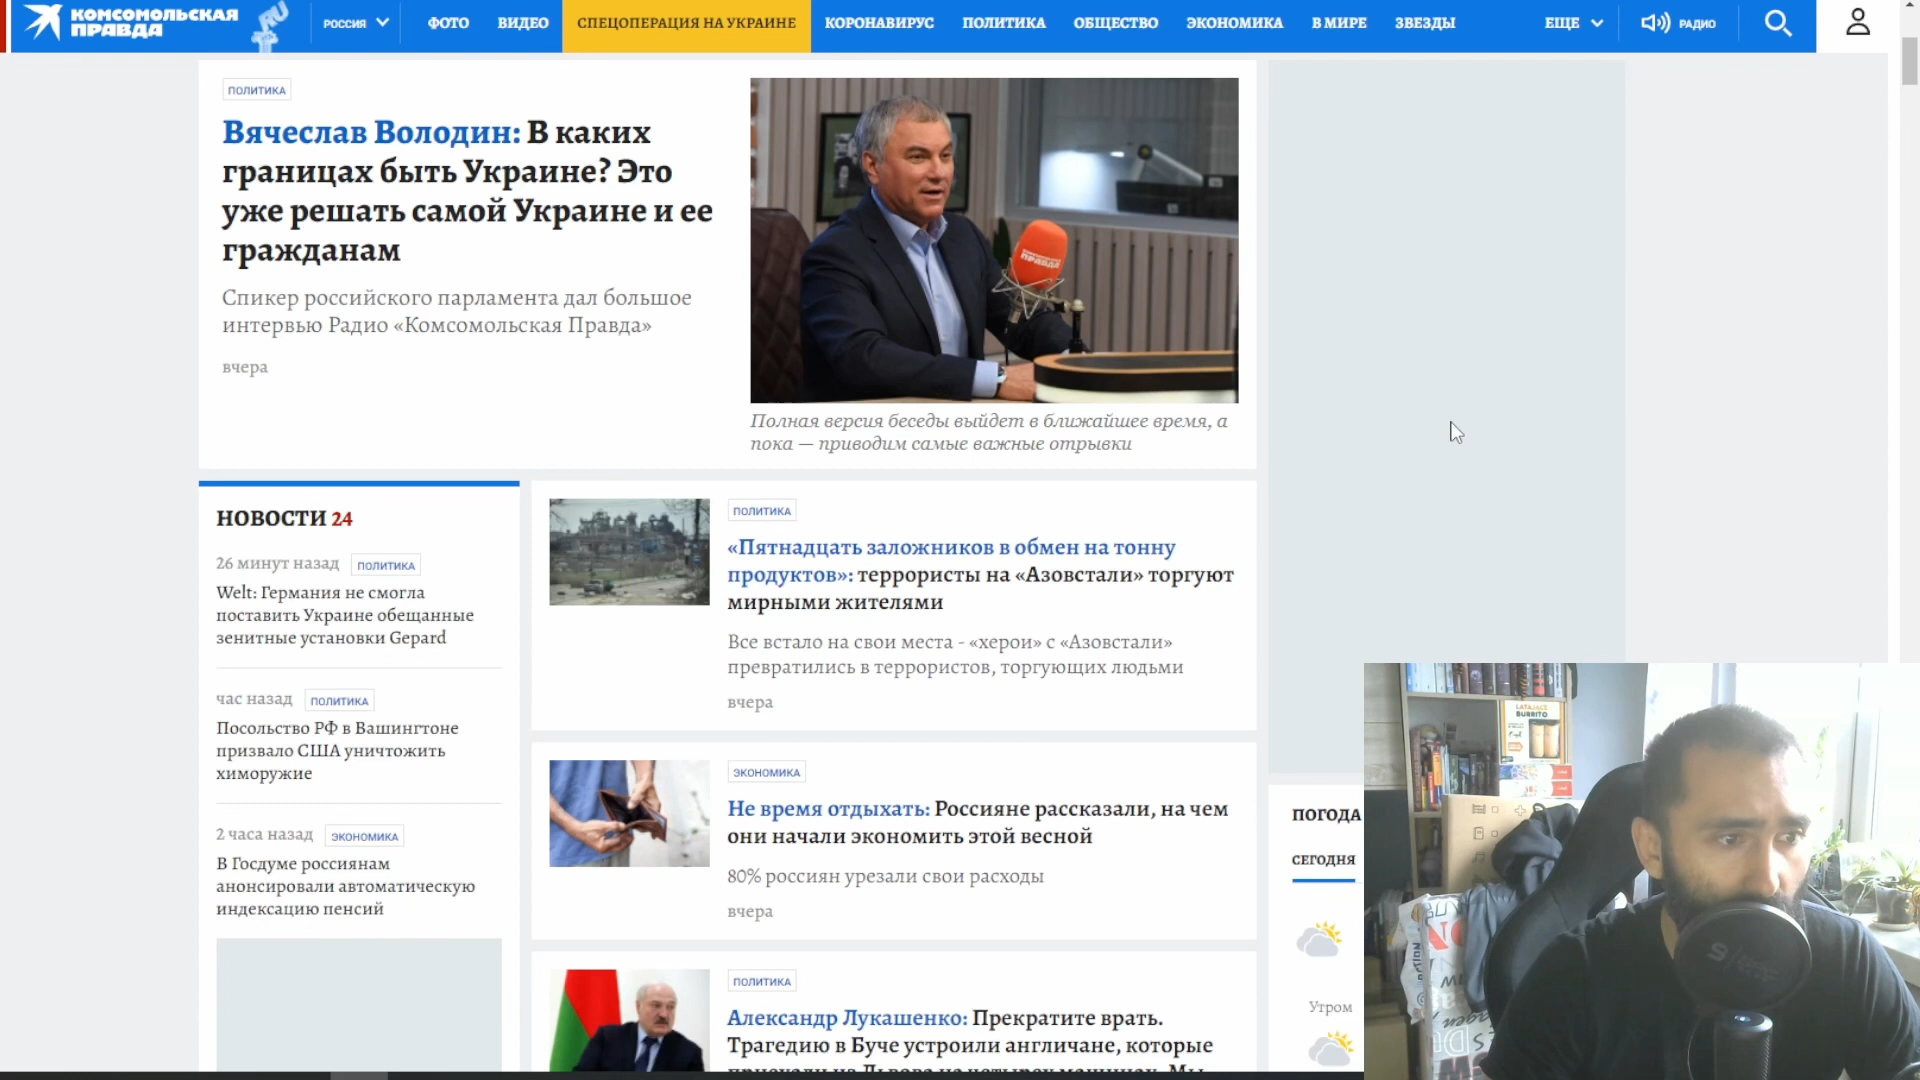 КОМСОМОЛЬСКАЯ
ПРАВДА
.RU
РОССИЯ
ФОТО
ВИДЕО
СПЕЦОПЕРАЦИЯ НА УКРАИНЕ
КОРОНАВИРУС
ПОЛИТИКА
ОБЩЕСТВО
ЭКОНОМИКА
В МИРЕ
ЗВЕЗДЫ
ЕЩЕ
РАДИО
ПОЛИТИКА
Вячеслав Володин: В каких
границах быть Украине? Это
уже решать самой Украине и ее
гражданам
Спикер российского парламента дал большое
интервью Радио «Комсомольская Правда»
вчера
Полная версия беседы выйдет в ближайшее время, а
пока — приводим самые важные отрывки
НОВОСТИ 24
26 минут назад
ПОЛИТИКА
Welt: Германия не смогла
поставить Украине обещанные
зенитные установки Gepard
час назад
ПОЛИТИКА
Посольство РФ в Вашингтоне
призвало США уничтожить
химоружие
2 часа назад
ЭКОНОМИКА
В Госдуме россиянам
анонсировали автоматическую
индексацию пенсий
ПОЛИТИКА
«Пятнадцать заложников в обмен на тонну
продуктов»: террористы на «Азовстали» торгуют
мирными жителями
Все встало на свои места - «херои» с «Азовстали»
превратились в террористов, торгующих людьми
вчера
ЭКОНОМИКА
Не время отдыхать: Россияне рассказали, на чем
они начали экономить этой весной
80% россиян урезали свои расходы
вчера
ПОЛИТИКА
Александр Лукашенко: Прекратите врать.
Трагедию в Буче устроили англичане, которые
ПОГОДА
СЕГОДНЯ
Утром
LATAJĄCE
BURRITO